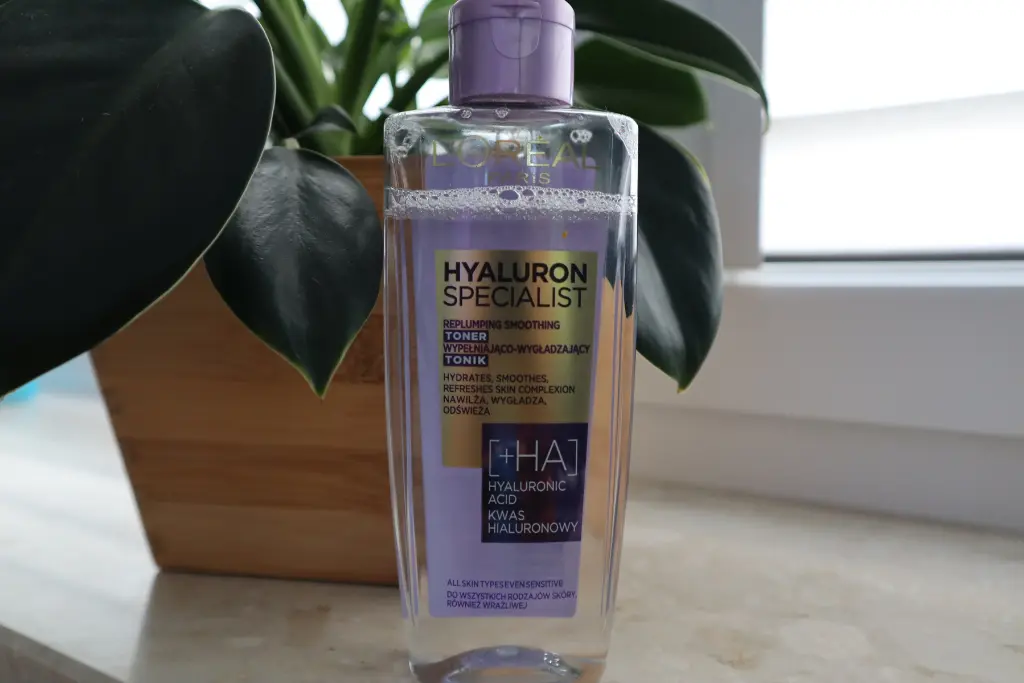 L'ORÉAL
PARIS
HYALURON
SPECIALIST
REPLUMPING SMOOTHING
TONER
WYPEŁNIAJĄCO-WYGŁADZAJĄCY
TONIK
HYDRATES, SMOOTHES,
REFRESHES SKIN COMPLEXION
NAWILŻA, WYGŁADZA,
ODŚWIEŻA
[+HA]
HYALURONIC
ACID
KWAS
HIALURONOWY
ALL SKIN TYPES EVEN SENSITIVE
DO WSZYSTKICH RODZAJÓW SKÓRY,
RÓWNIEŻ WRAŻLIWEJ